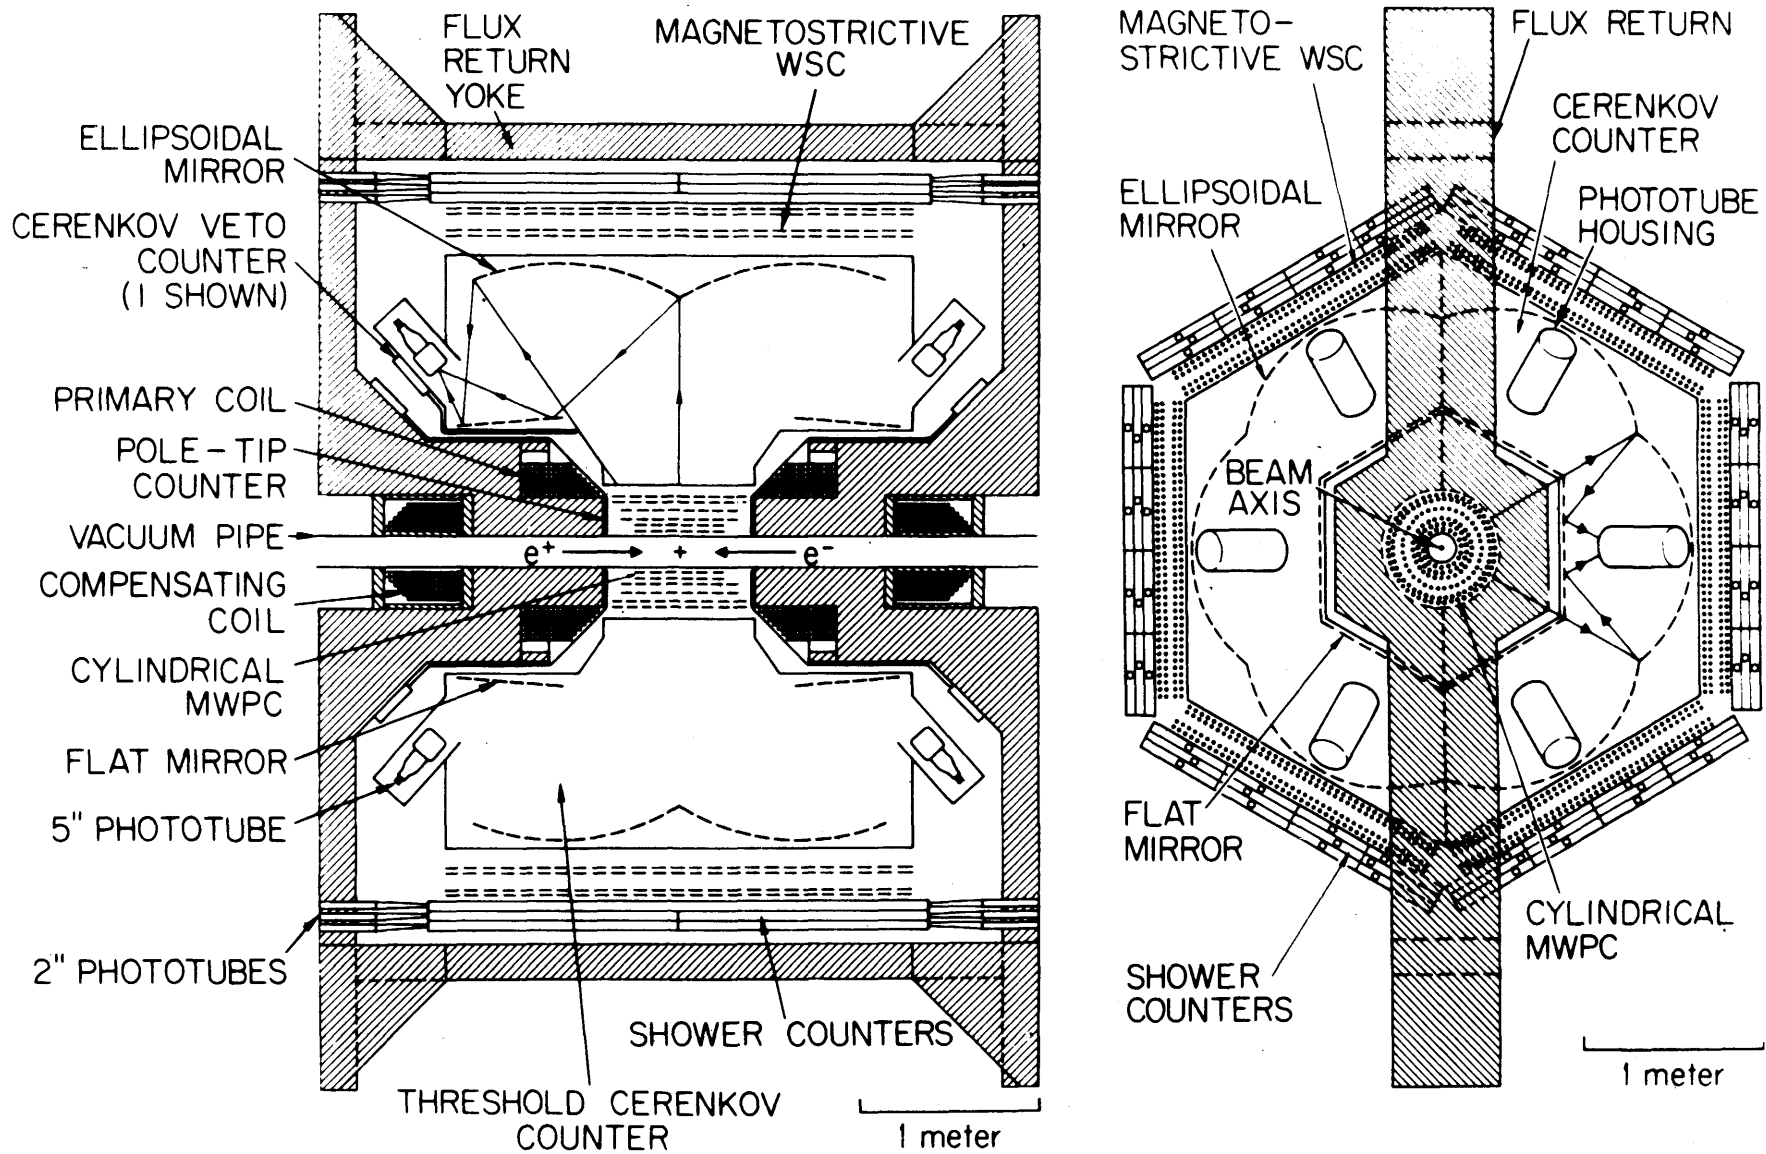 FLUX
RETURN
YOKE
MAGNETOSTRICTIVE
WSC
ELLIPSOIDAL
MIRROR
CERENKOV VETO
COUNTER
(1 SHOWN)
PRIMARY COIL
POLE-TIP
COUNTER
VACUUM PIPE
e+
+
e-
COMPENSATING
COIL
CYLINDRICAL
MWPC
FLAT MIRROR
5" PHOTOTUBE
2" PHOTOTUBES
SHOWER COUNTERS
THRESHOLD CERENKOV
COUNTER
1 meter
MAGNETO-
STRICTIVE WSC
FLUX RETURN
CERENKOV
COUNTER
ELLIPSOIDAL
MIRROR
PHOTOTUBE
HOUSING
BEAM
AXIS
FLAT
MIRROR
CYLINDRICAL
MWPC
SHOWER
COUNTERS
1 meter